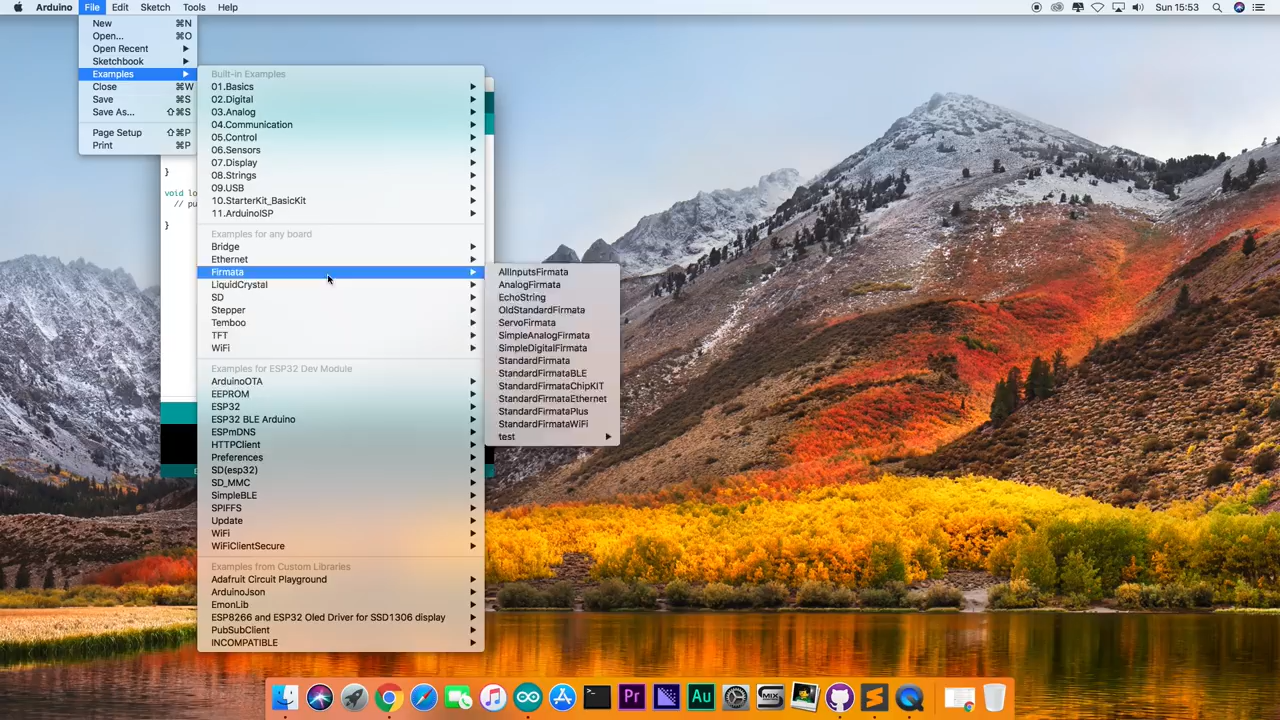 Arduino File Edit Sketch Tools Help Sun 15:53
New ⌘N
Open... ⌘O
Open Recent
Sketchbook
Examples
Close ⌘W
Save ⌘S
Save As... ⇧⌘S
Page Setup ⇧⌘P
Print ⌘P
}
void lo
// pu
}
Built-in Examples
01.Basics
02.Digital
03.Analog
04.Communication
05.Control
06.Sensors
07.Display
08.Strings
09.USB
10.StarterKit_BasicKit
11.ArduinoISP
Examples for any board
Bridge
Ethernet
Firmata
LiquidCrystal
SD
Stepper
Temboo
TFT
WiFi
Examples for ESP32 Dev Module
ArduinoOTA
EEPROM
ESP32
ESP32 BLE Arduino
ESPmDNS
HTTPClient
Preferences
SD(esp32)
SD_MMC
SimpleBLE
SPIFFS
Update
WiFi
WiFiClientSecure
Examples from Custom Libraries
Adafruit Circuit Playground
ArduinoJson
EmonLib
ESP8266 and ESP32 Oled Driver for SSD1306 display
PubSubClient
INCOMPATIBLE
AllInputsFirmata
AnalogFirmata
EchoString
OldStandardFirmata
ServoFirmata
SimpleAnalogFirmata
SimpleDigitalFirmata
StandardFirmata
StandardFirmataBLE
StandardFirmataChipKIT
StandardFirmataEthernet
StandardFirmataPlus
StandardFirmataWiFi
test
Pr
Au
MIX